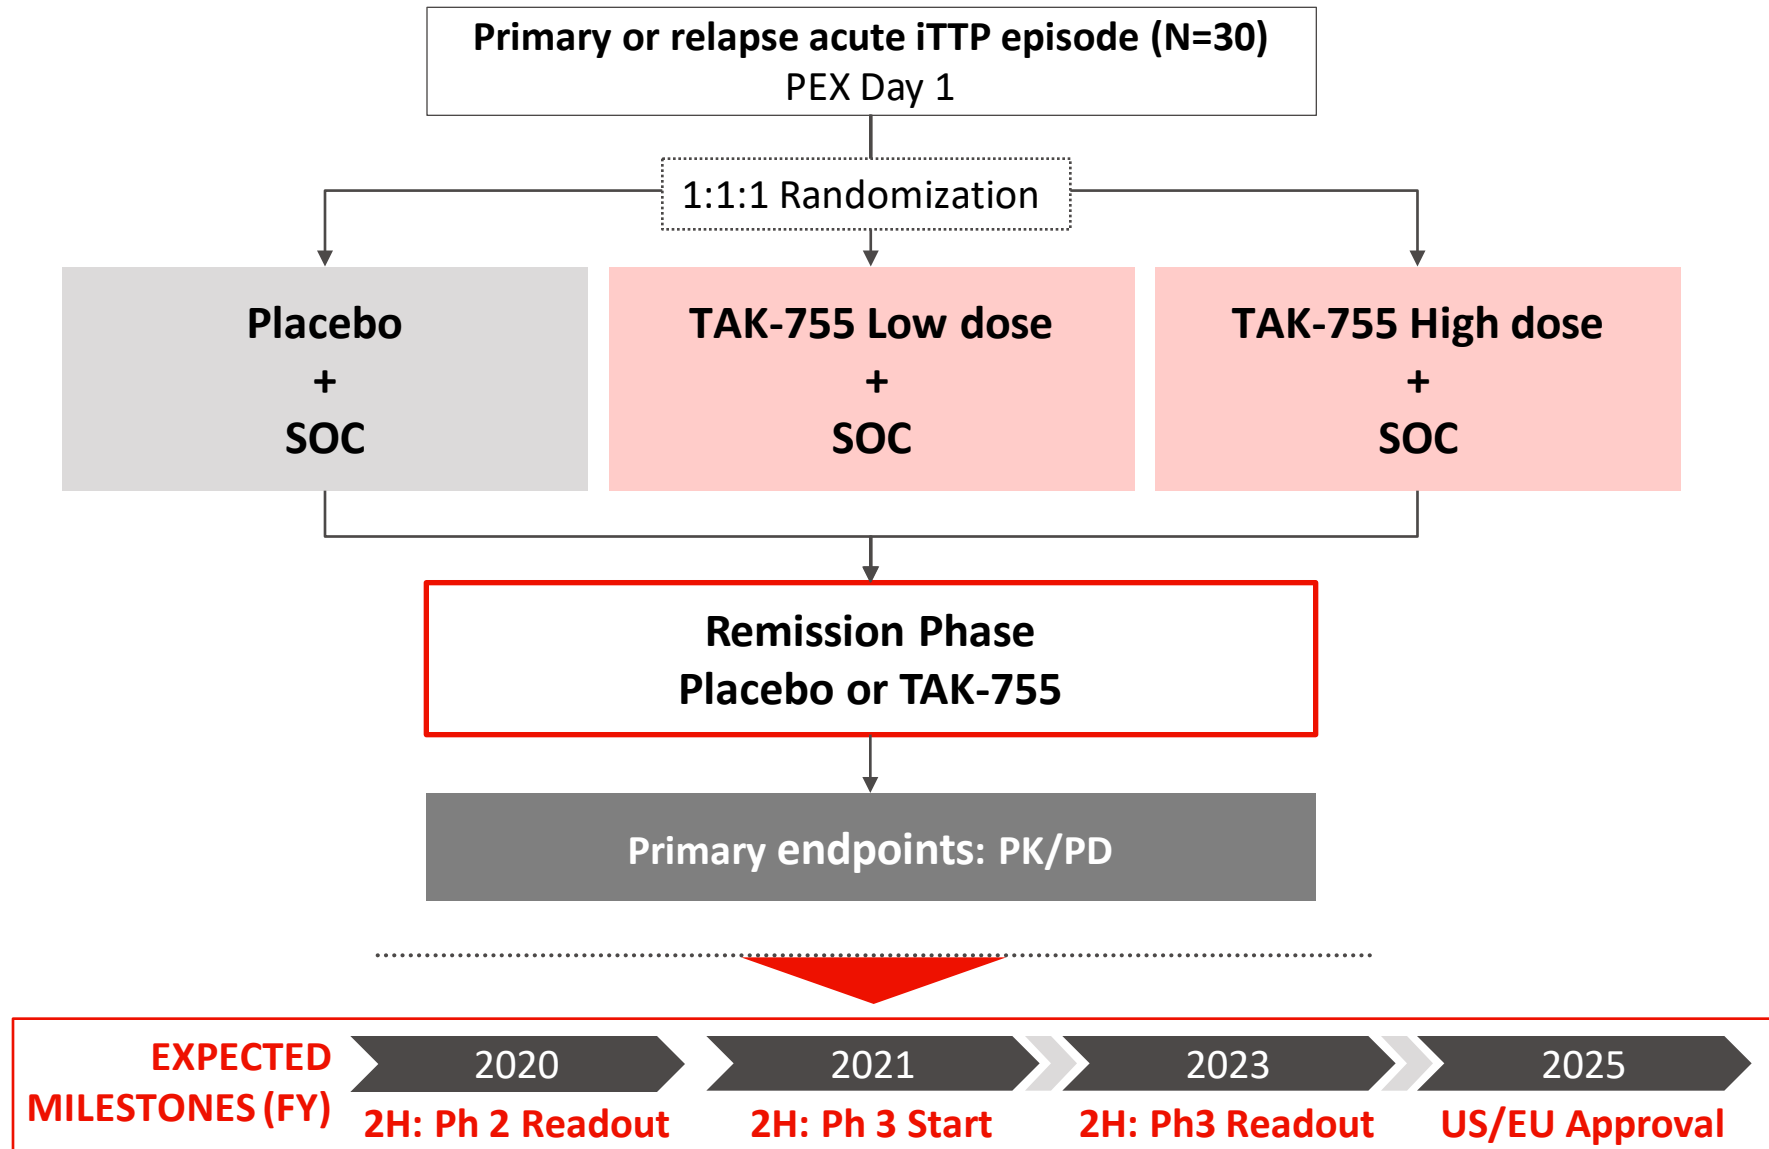 Primary or relapse acute iTTP episode (N=30)
PEX Day 1
1:1:1 Randomization
Placebo
+
SOC
TAK-755 Low dose
+
SOC
TAK-755 High dose
+
SOC
Remission Phase
Placebo or TAK-755
Primary endpoints: PK/PD
EXPECTED
MILESTONES (FY)
2020
2H: Ph 2 Readout
2021
2H: Ph 3 Start
2023
2H: Ph3 Readout
2025
US/EU Approval